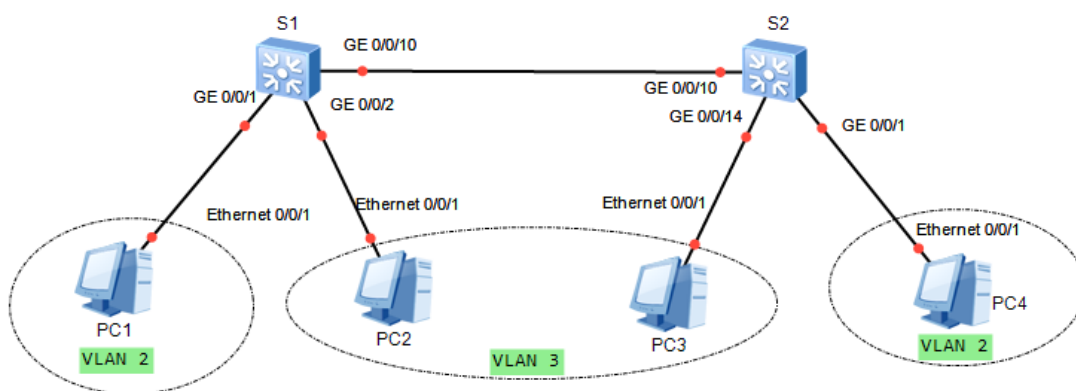 S1
S2
GE 0/0/10
GE 0/0/10
GE 0/0/1
GE 0/0/2
GE 0/0/14
GE 0/0/1
Ethernet 0/0/1
Ethernet 0/0/1
Ethernet 0/0/1
Ethernet 0/0/1
PC1
PC2
PC3
PC4
VLAN 2
VLAN 3
VLAN 2